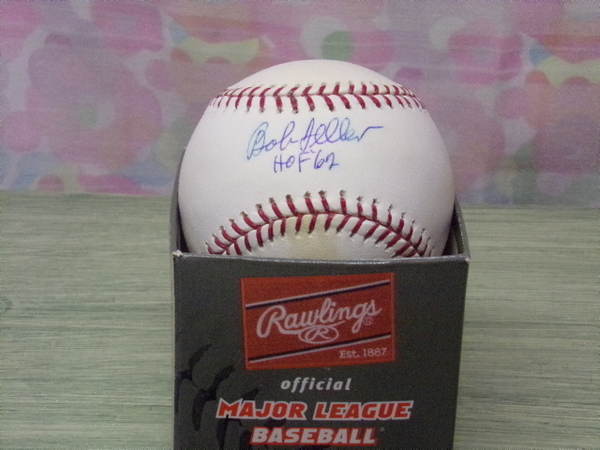 Bob Feller
HOF 62
Rawlings
R
Est. 1887
official
MAJOR LEAGUE
BASEBALL